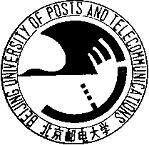 BEIJING UNIVERSITY OF POSTS AND TELECOMMUNICATIONS
北京邮电大学